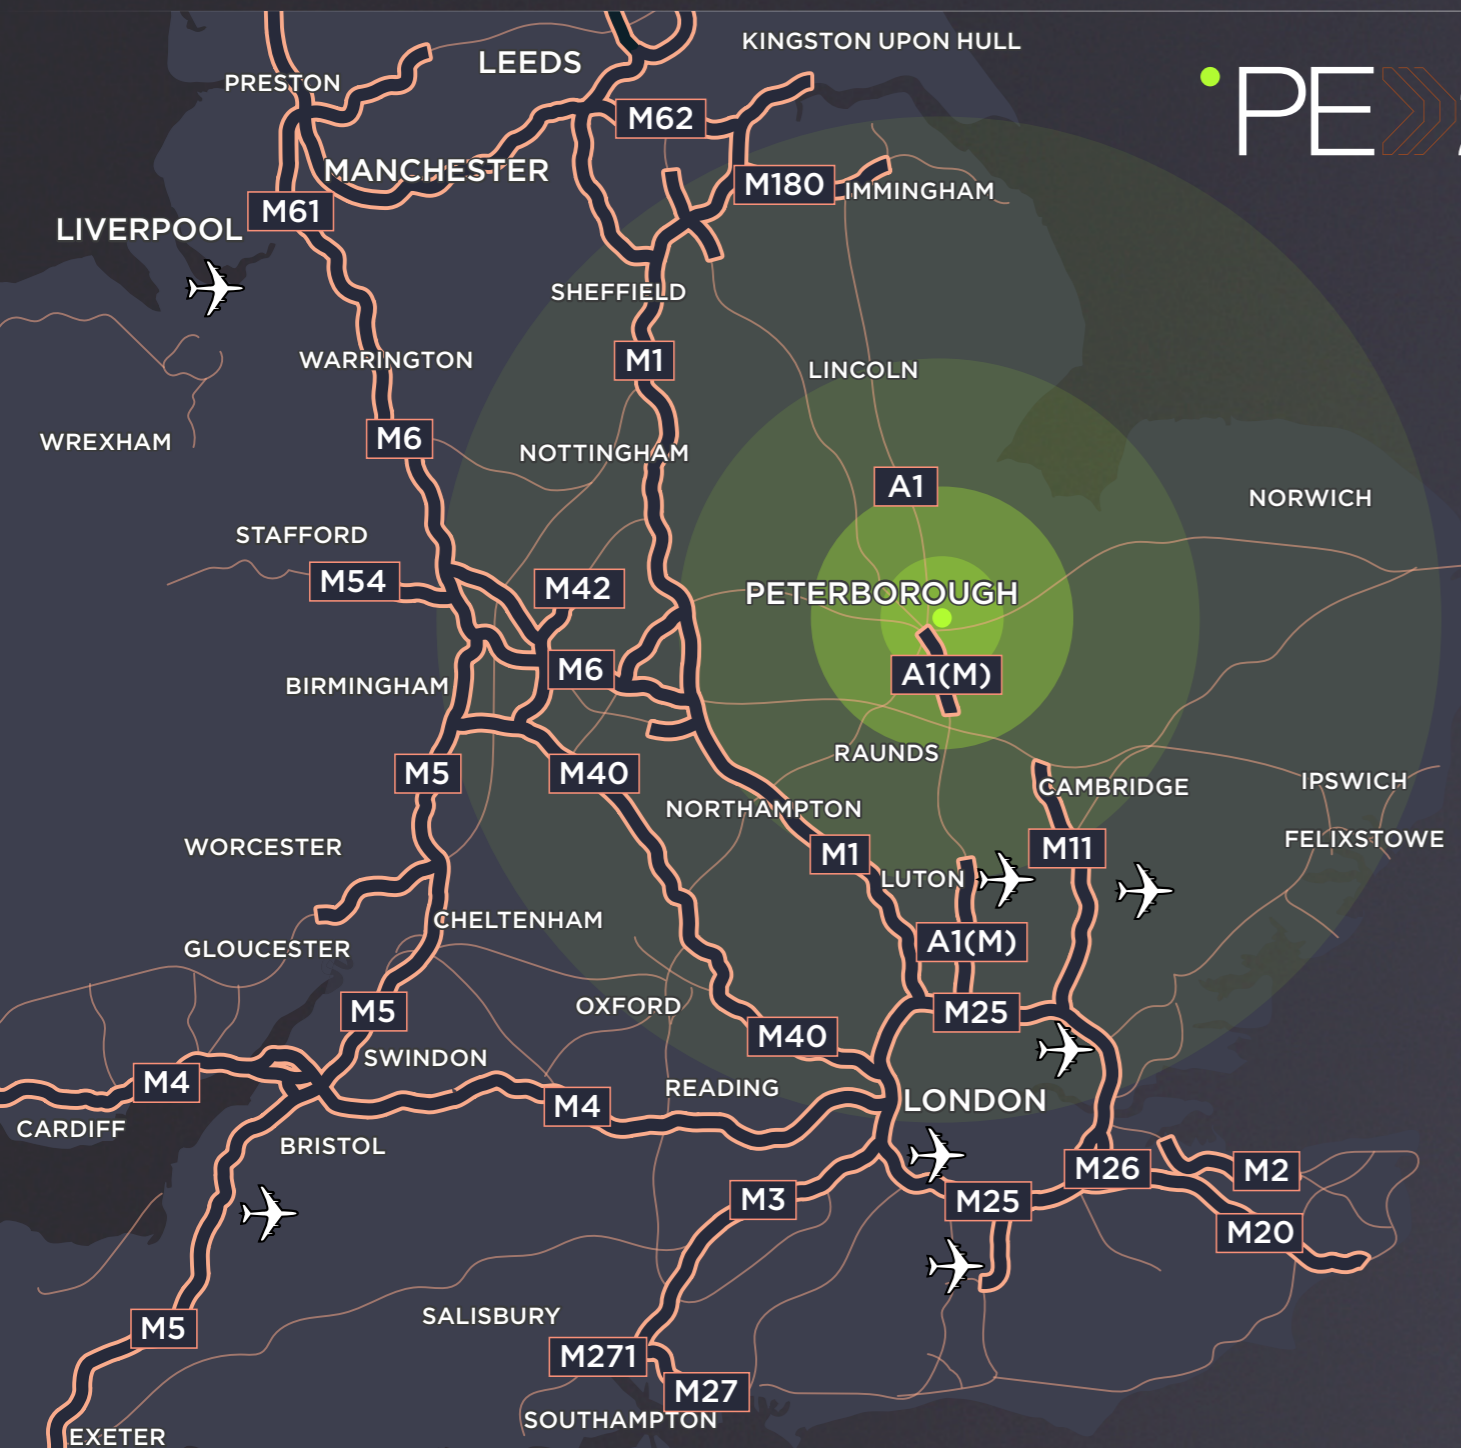 KINGSTON UPON HULL
LEEDS
PRESTON
PE
M62
MANCHESTER
M180
IMMINGHAM
M61
LIVERPOOL
SHEFFIELD
WARRINGTON
M1
LINCOLN
WREXHAM
M6
NOTTINGHAM
A1
NORWICH
STAFFORD
M54
M42
PETERBOROUGH
M6
A1(M)
BIRMINGHAM
RAUNDS
M5
M40
CAMBRIDGE
IPSWICH
NORTHAMPTON
WORCESTER
M1
M11
FELIXSTOWE
LUTON
CHELTENHAM
GLOUCESTER
A1(M)
M5
OXFORD
M25
M40
SWINDON
M4
READING
M4
LONDON
CARDIFF
BRISTOL
M26
M2
M3
M25
M20
SALISBURY
M5
M271
M27
SOUTHAMPTON
EXETER